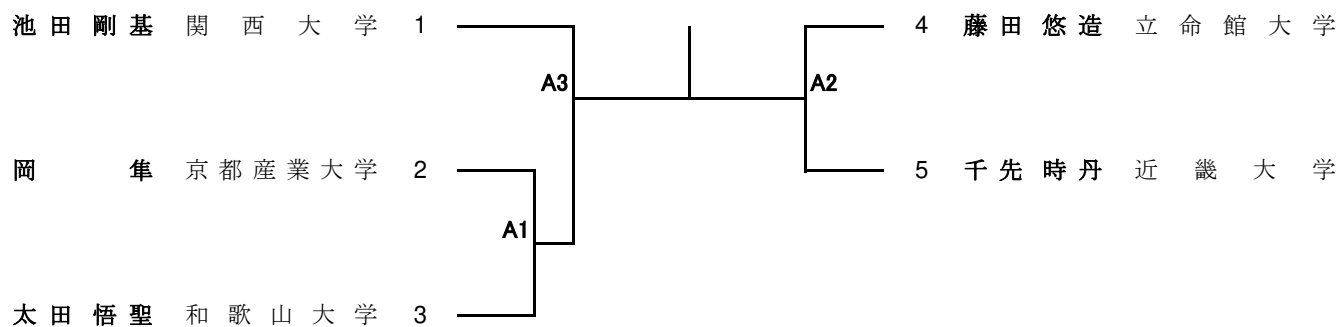 池田剛基 関西大学 1
4 藤田悠造 立命館大学
A3
A2
岡 隼 京都産業大学 2
5 千先時丹 近畿大学
A1
太田悟聖 和歌山大学 3